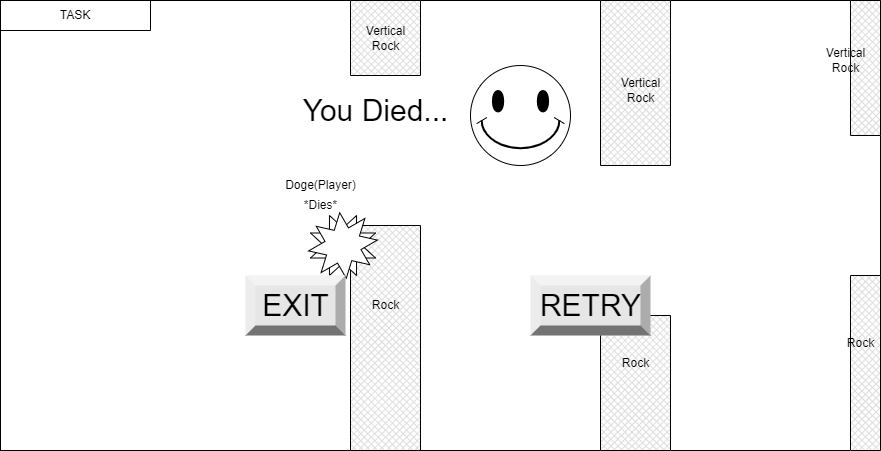 TASK
Vertical
Rock
Vertical
Rock
Vertical
Rock
You Died...
Doge(Player)
*Dies*
EXIT
Rock
RETRY
Rock
Rock